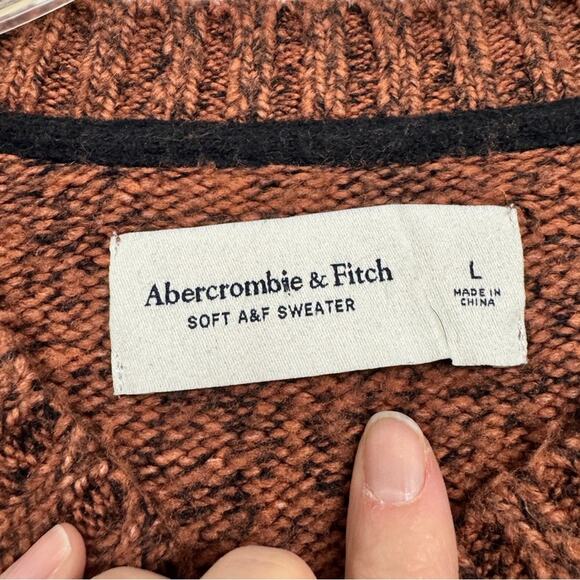 Abercrombie & Fitch
SOFT A&F SWEATER
L
MADE IN
CHINA